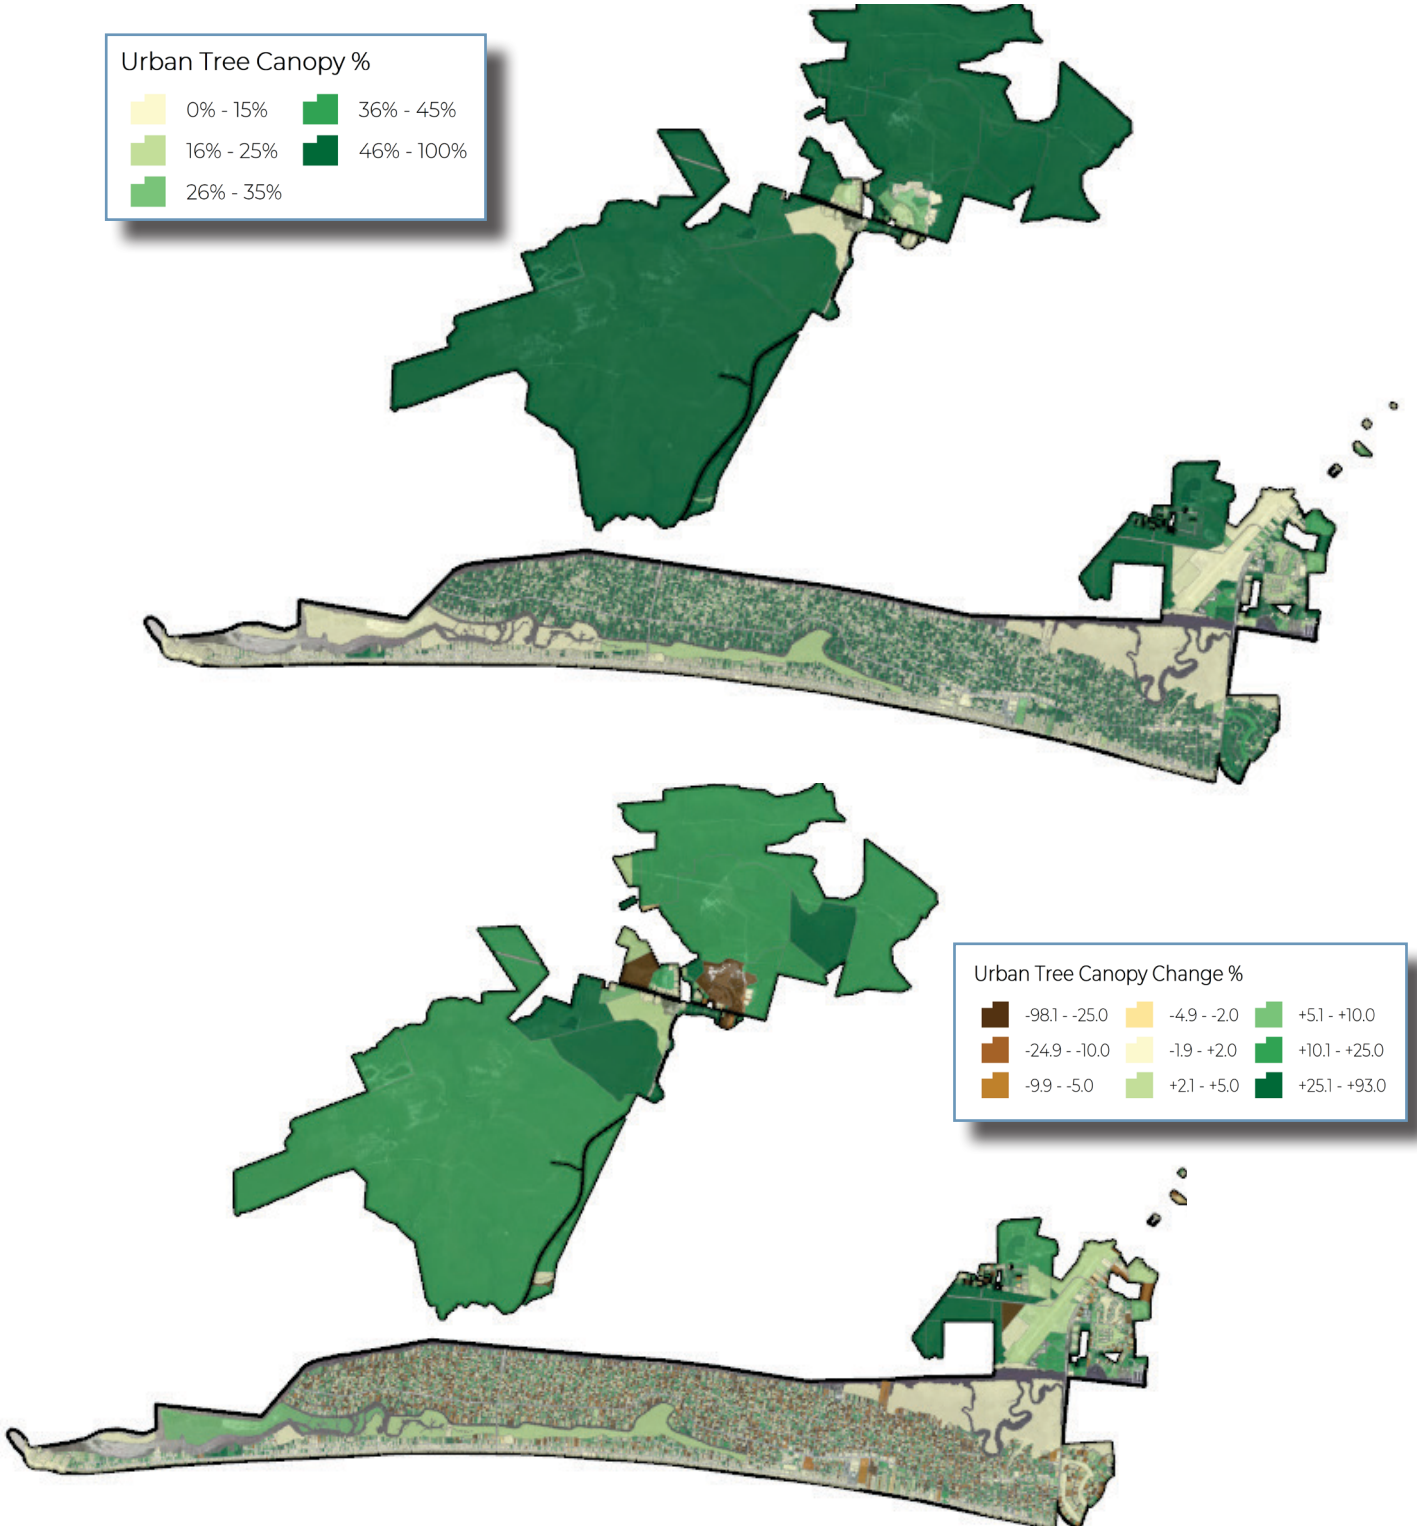 Urban Tree Canopy %
0% - 15%
36% - 45%
16% - 25%
46% - 100%
26% - 35%
Urban Tree Canopy Change %
-98.1 - -25.0
-4.9 - -2.0
+5.1 - +10.0
-24.9 - -10.0
-1.9 - +2.0
+10.1 - +25.0
-9.9 - -5.0
+2.1 - +5.0
+25.1 - +93.0